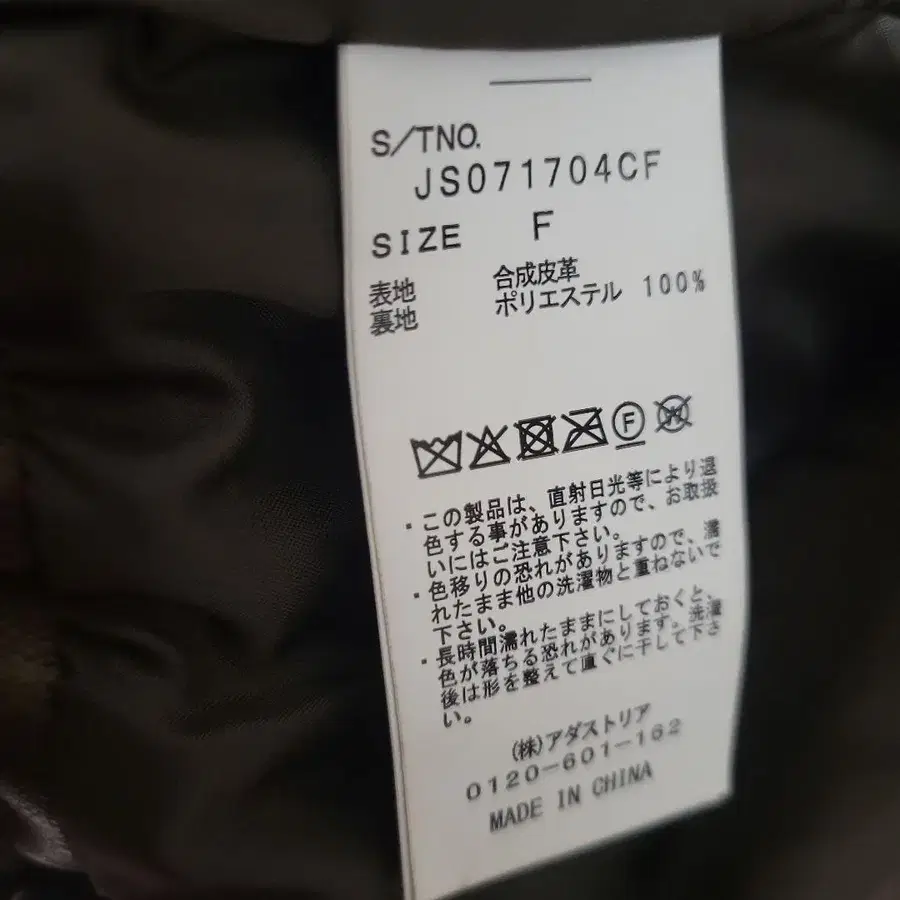 S/TNO.
JS071704CF
SIZE F
表地 合成皮革
裏地 ポリエステル 100%
F
W
・この製品は、直射日光等により退
色する事がありますので、お取扱
いにはご注意下さい。
・色移りの恐れがありますので、濡
れたまま他の洗濯物と重ねないで
下さい。
・長時間濡れたままにしておくと、
色が落ちる恐れがあります。洗濯
後は形を整えて直ぐに干して下さ
い。
(株)アダストリア
0120-601-162
MADE IN CHINA